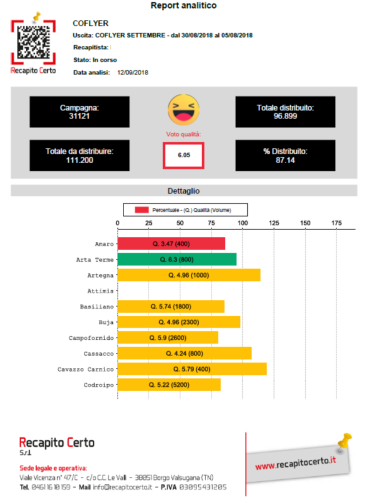 Report analitico
COFLYER
Uscita: COFLYER SETTEMBRE - dal 30/08/2018 al 05/08/2018
Recapitista:
Stato: In corso
Data analisi: 12/09/2018
Recapito Certo
Campagna:
31121
Totale distribuito:
96.899
Voto qualità:
6.05
Totale da distribuire:
111.200
% Distribuito:
87.14
Dettaglio
Percentuale - (Q.) Qualità (Volume)
0 25 50 75 100 125 150 175
Amaro Q. 3.47 (400)
Arta Terme Q. 6.3 (800)
Artegna Q. 4.96 (1000)
Attimis
Basiliano Q. 5.74 (1800)
Buja Q. 4.98 (2300)
Campoformido Q. 5.9 (2600)
Cassacco Q. 4.24 (800)
Cavazzo Carnico Q. 5.79 (400)
Codroipo Q. 5.22 (5200)
Recapito Certo
S.r.l.
Sede legale e operativa:
Viale Vicenza n° 47/C - c/o C.C. Le Valli - 38051 Borgo Valsugana (TN)
Tel. 0461 16 10 159 - Mail info@recapitocerto.it - P.IVA 03095431205
www.recapitocerto.it